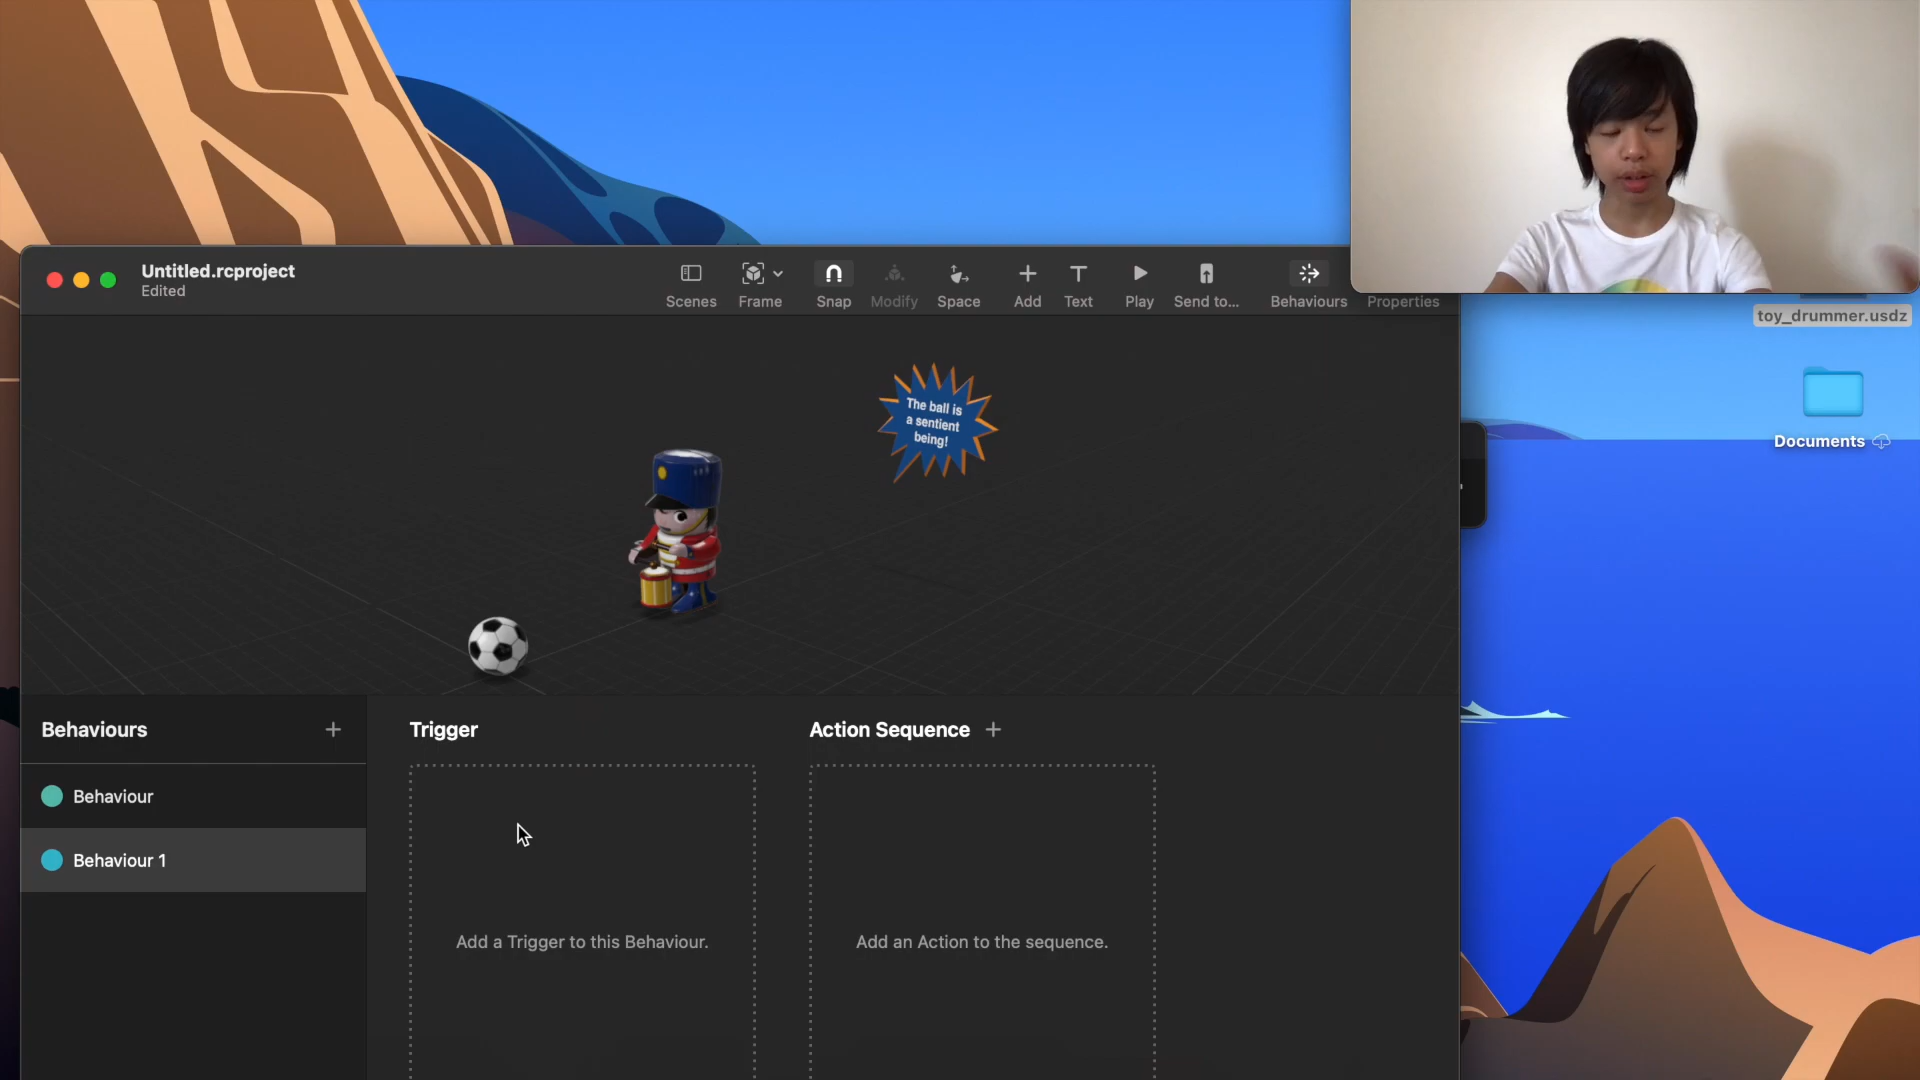 Untitled.rcproject
Edited
Scenes
Frame
Snap
Modify
Space
Add
Text
Play
Send to...
Behaviours
Properties
toy_drummer.usdz
Documents
The ball is
a sentient
being!
Behaviours
Trigger
Action Sequence
Behaviour
Behaviour 1
Add a Trigger to this Behaviour.
Add an Action to the sequence.